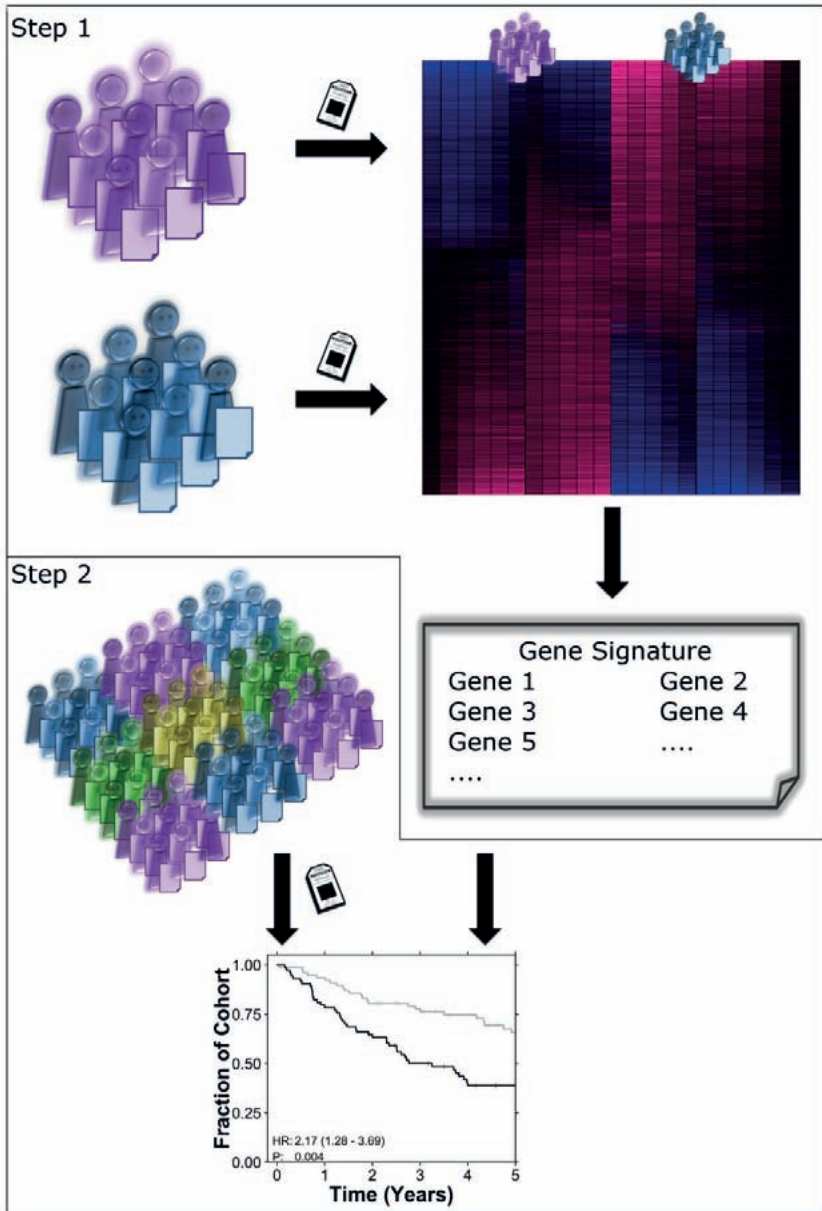 Step 1
Step 2
Gene Signature
Gene 1 Gene 2
Gene 3 Gene 4
Gene 5 ....
....
Fraction of Cohort
1.00
0.75
0.50
0.25
0.00
HR: 2.17 (1.28 - 3.69)
P: 0.004
0 1 2 3 4 5
Time (Years)